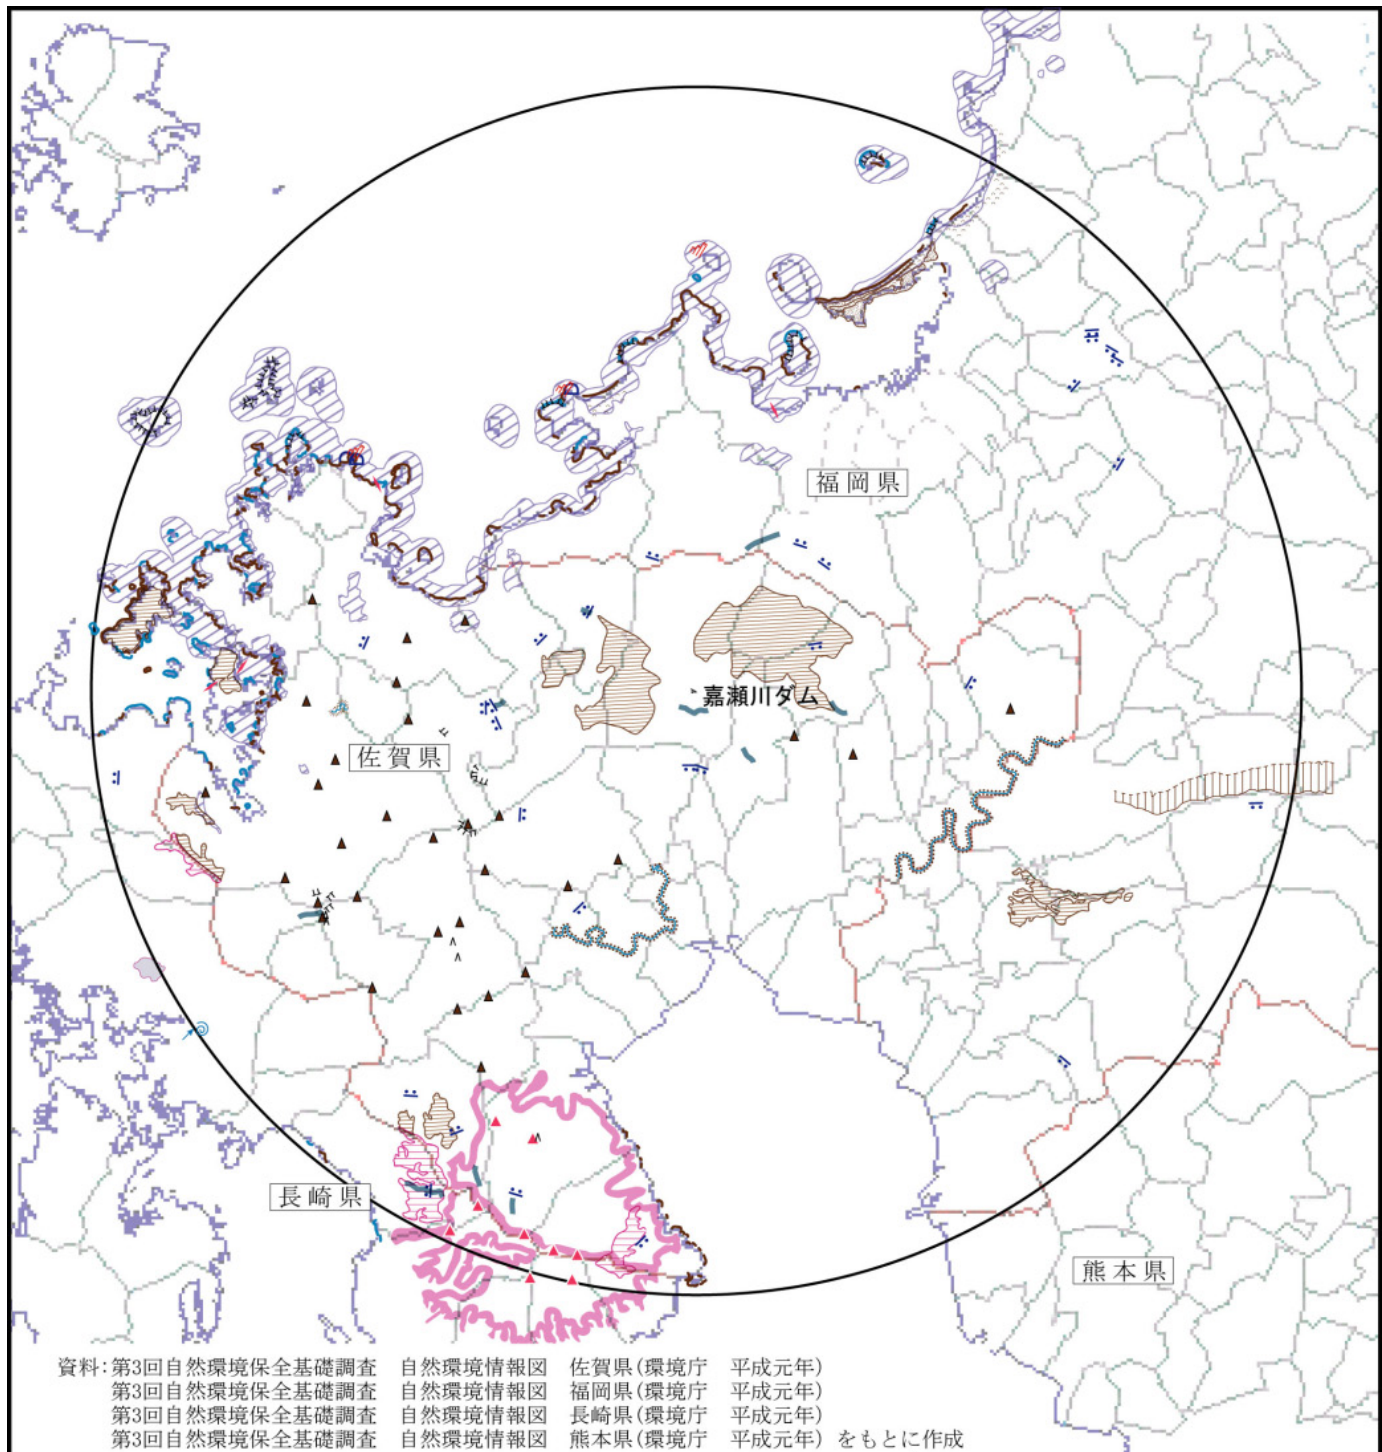 福岡県
嘉瀬川ダム
佐賀県
長崎県
熊本県
資料:第3回自然環境保全基礎調査　自然環境情報図　佐賀県(環境庁　平成元年)
第3回自然環境保全基礎調査　自然環境情報図　福岡県(環境庁　平成元年)
第3回自然環境保全基礎調査　自然環境情報図　長崎県(環境庁　平成元年)
第3回自然環境保全基礎調査　自然環境情報図　熊本県(環境庁　平成元年) をもとに作成